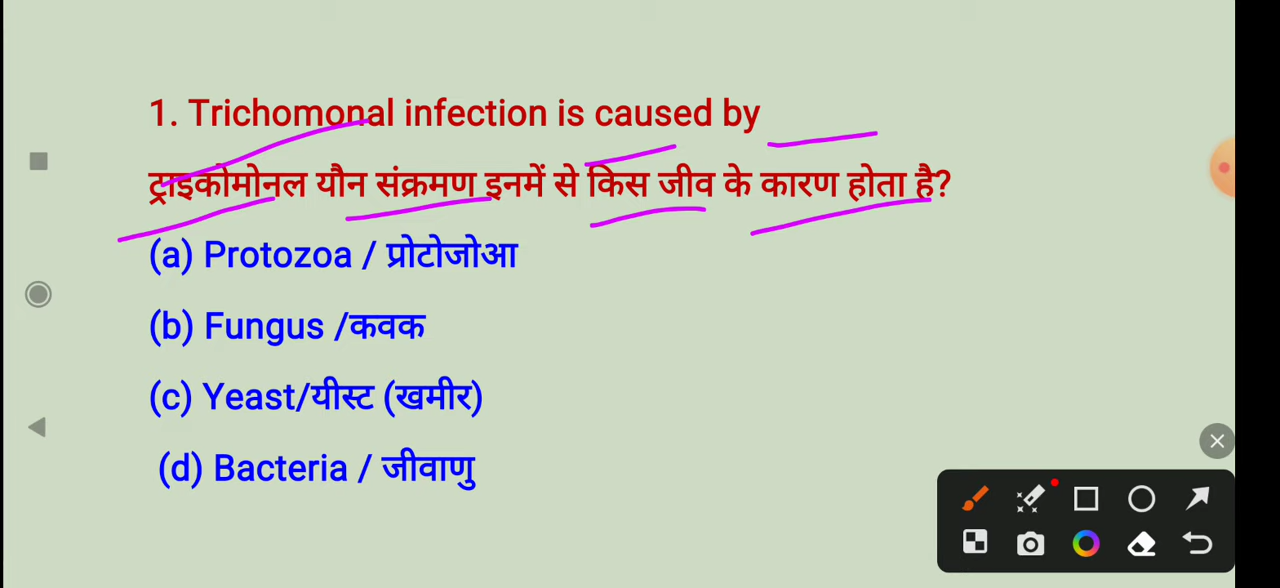 1. Trichomonal infection is caused by
ट्राइकोमोनल यौन संक्रमण इनमें से किस जीव के कारण होता है?
(a) Protozoa / प्रोटोजोआ
(b) Fungus /कवक
(c) Yeast/यीस्ट (खमीर)
(d) Bacteria / जीवाणु